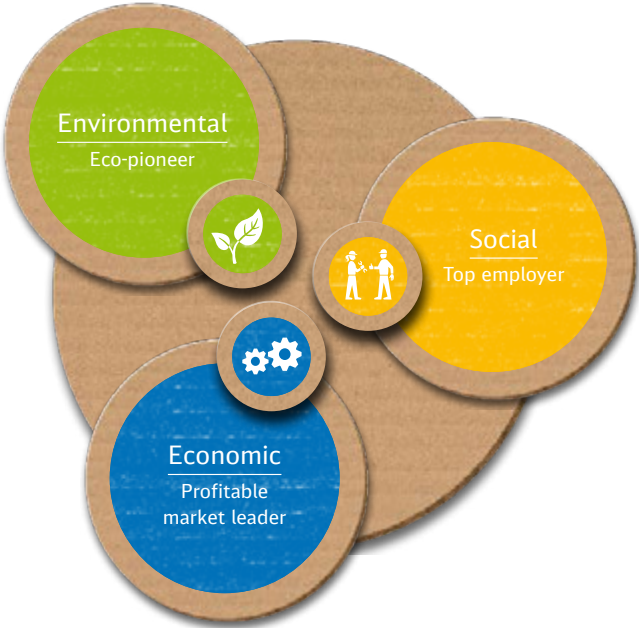 Environmental
Eco-pioneer
Social
Top employer
Economic
Profitable
market leader